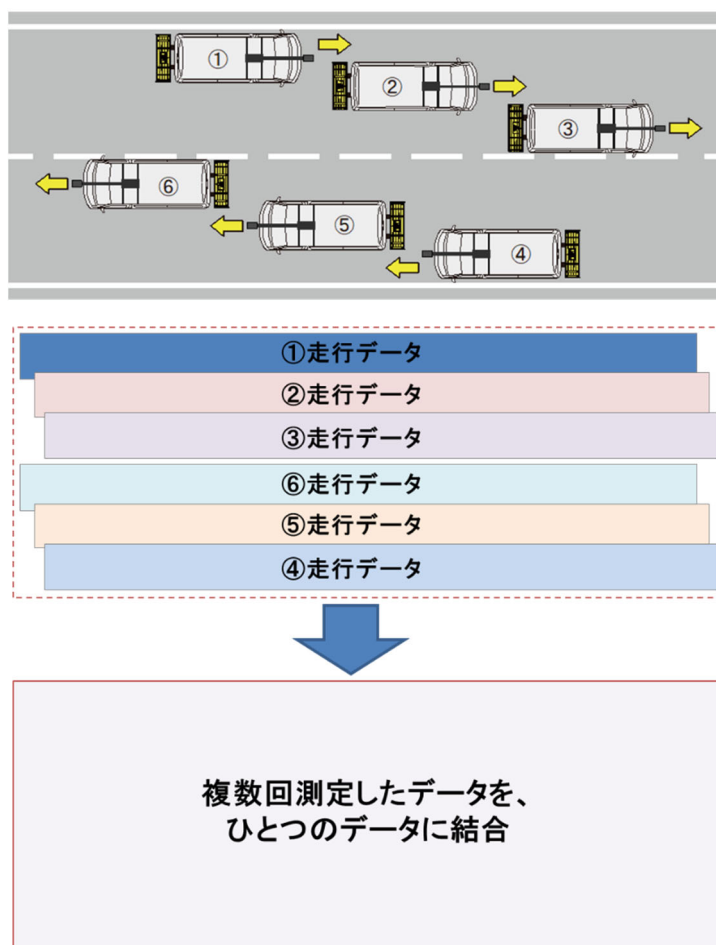 ①
②
③
⑥
⑤
④
①走行データ
②走行データ
③走行データ
⑥走行データ
⑤走行データ
④走行データ
複数回測定したデータを、
ひとつのデータに結合